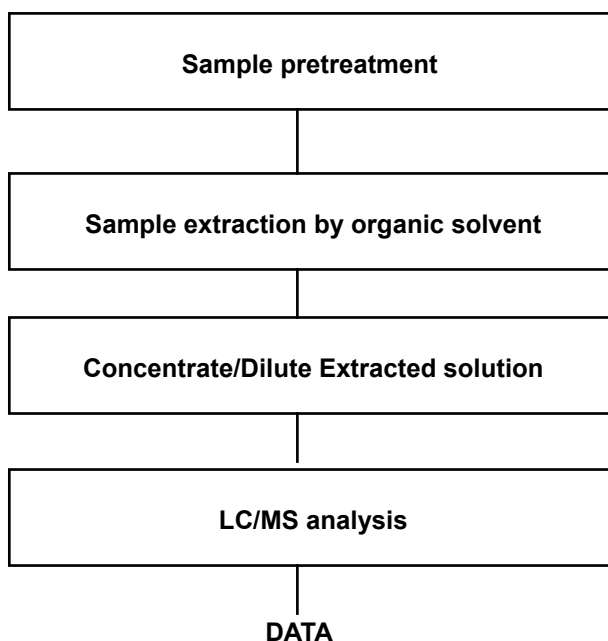 Sample pretreatment
Sample extraction by organic solvent
Concentrate/Dilute Extracted solution
LC/MS analysis
DATA